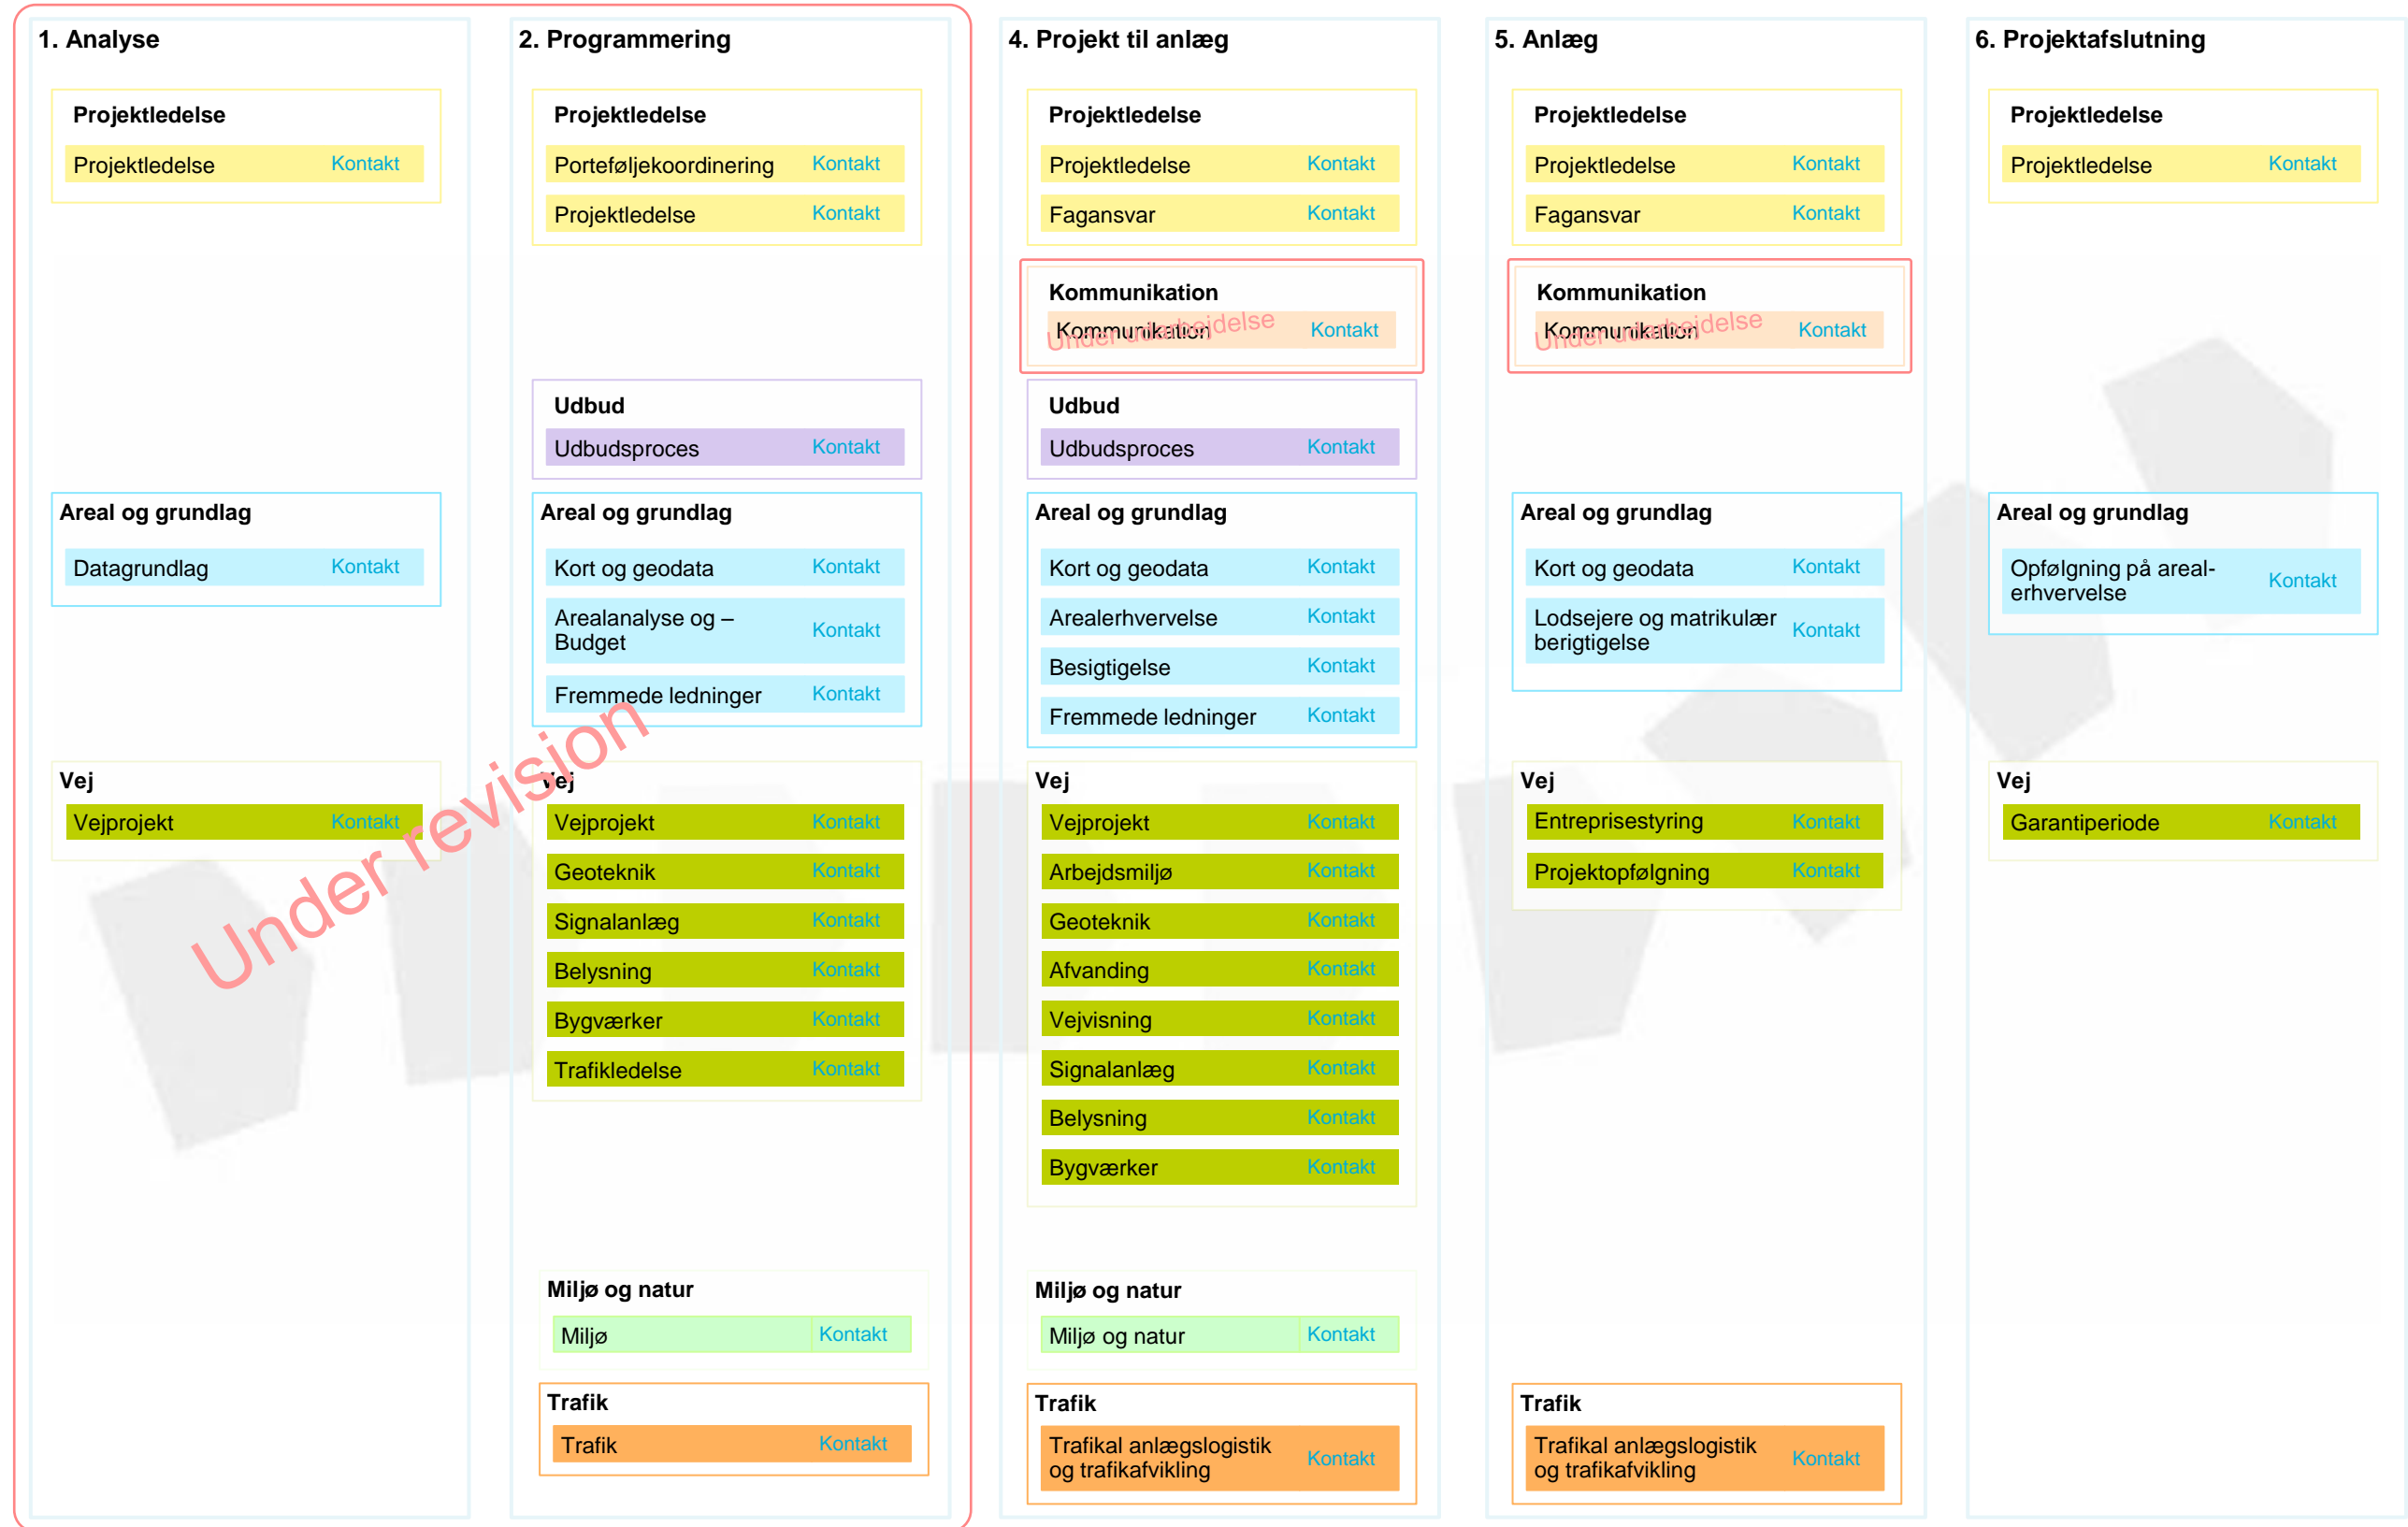 1. Analyse
Projektledelse
Projektledelse Kontakt
Areal og grundlag
Datagrundlag Kontakt
Vej
Vejprojekt Kontakt
Under revision
2. Programmering
Projektledelse
Porteføljekoordinering Kontakt
Projektledelse Kontakt
Udbud
Udbudsproces Kontakt
Areal og grundlag
Kort og geodata Kontakt
Arealanalyse og –
Budget Kontakt
Fremmede ledninger Kontakt
Vej
Vejprojekt Kontakt
Geoteknik Kontakt
Signalanlæg Kontakt
Belysning Kontakt
Bygværker Kontakt
Trafikledelse Kontakt
Miljø og natur
Miljø Kontakt
Trafik
Trafik Kontakt
4. Projekt til anlæg
Projektledelse
Projektledelse Kontakt
Fagansvar Kontakt
Kommunikation
Kommunikation Kontakt
Under udarbejdelse
Udbud
Udbudsproces Kontakt
Areal og grundlag
Kort og geodata Kontakt
Arealerhvervelse Kontakt
Besigtigelse Kontakt
Fremmede ledninger Kontakt
Vej
Vejprojekt Kontakt
Arbejdsmiljø Kontakt
Geoteknik Kontakt
Afvanding Kontakt
Vejvisning Kontakt
Signalanlæg Kontakt
Belysning Kontakt
Bygværker Kontakt
Miljø og natur
Miljø og natur Kontakt
Trafik
Trafikal anlægslogistik
og trafikafvikling Kontakt
5. Anlæg
Projektledelse
Projektledelse Kontakt
Fagansvar Kontakt
Kommunikation
Kommunikation Kontakt
Under udarbejdelse
Areal og grundlag
Kort og geodata Kontakt
Lodsejere og matrikulær
berigtigelse Kontakt
Vej
Entreprisestyring Kontakt
Projektopfølgning Kontakt
Trafik
Trafikal anlægslogistik
og trafikafvikling Kontakt
6. Projektafslutning
Projektledelse
Projektledelse Kontakt
Areal og grundlag
Opfølgning på areal-
erhvervelse Kontakt
Vej
Garantiperiode Kontakt